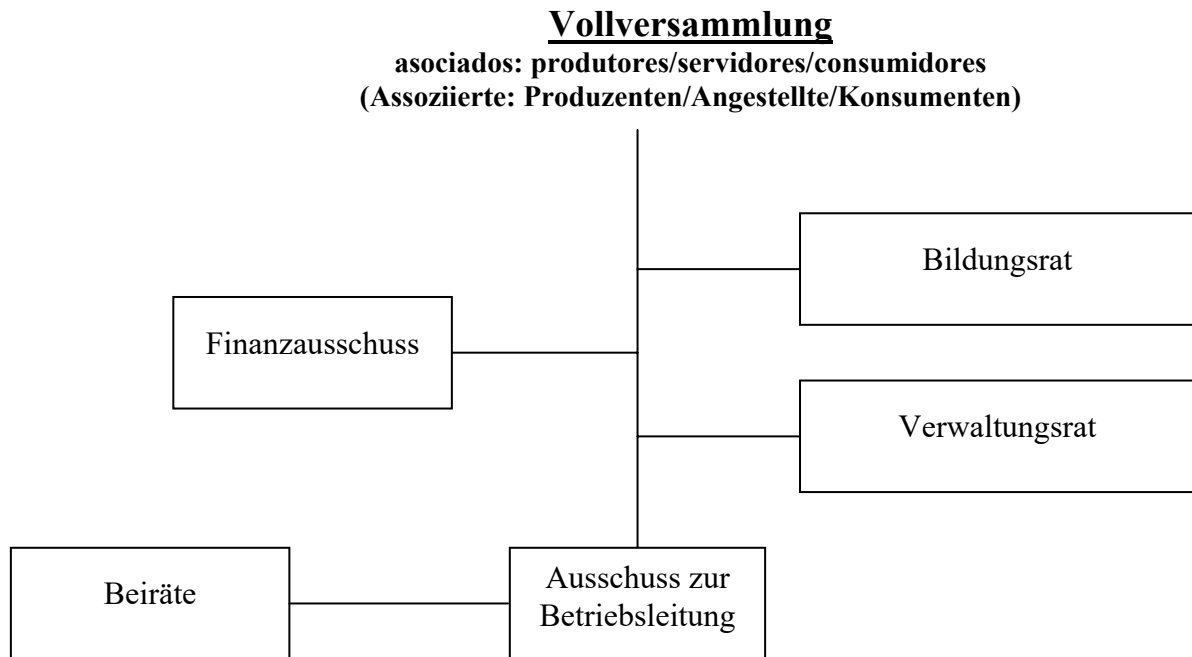 Vollversammlung
asociados: produtores/servidores/consumidores
(Assoziierte: Produzenten/Angestellte/Konsumenten)
Bildungsrat
Finanzausschuss
Verwaltungsrat
Beiräte
Ausschuss zur
Betriebsleitung